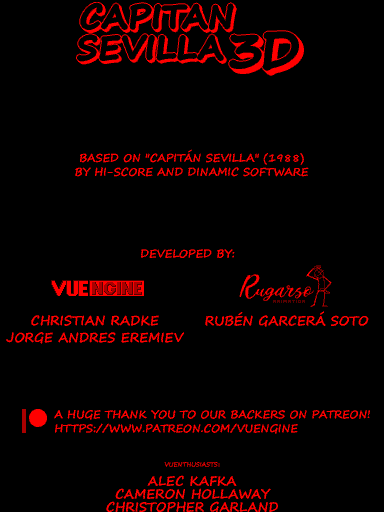 CAPITAN
SEVILLA 3D
BASED ON "CAPITÁN SEVILLA" (1988)
BY HI-SCORE AND DINAMIC SOFTWARE
DEVELOPED BY:
VUENGINE
Rugarso
CHRISTIAN RADKE
RUBÉN GARCERÁ SOTO
JORGE ANDRES EREMIEV
A HUGE THANK YOU TO OUR BACKERS ON PATREON!
HTTPS://WWW.PATREON.COM/VUENGINE
VUENTHUSIASTS:
ALEC KAFKA
CAMERON HOLLAWAY
CHRISTOPHER GARLAND